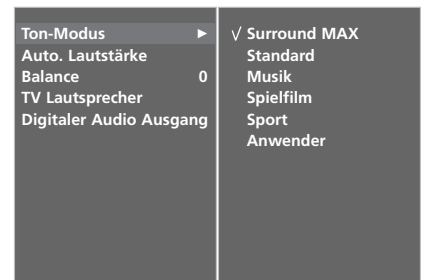 Ton-Modus ►
Auto. Lautstärke
Balance 0
TV Lautsprecher
Digitaler Audio Ausgang
√ Surround MAX
Standard
Musik
Spielfilm
Sport
Anwender